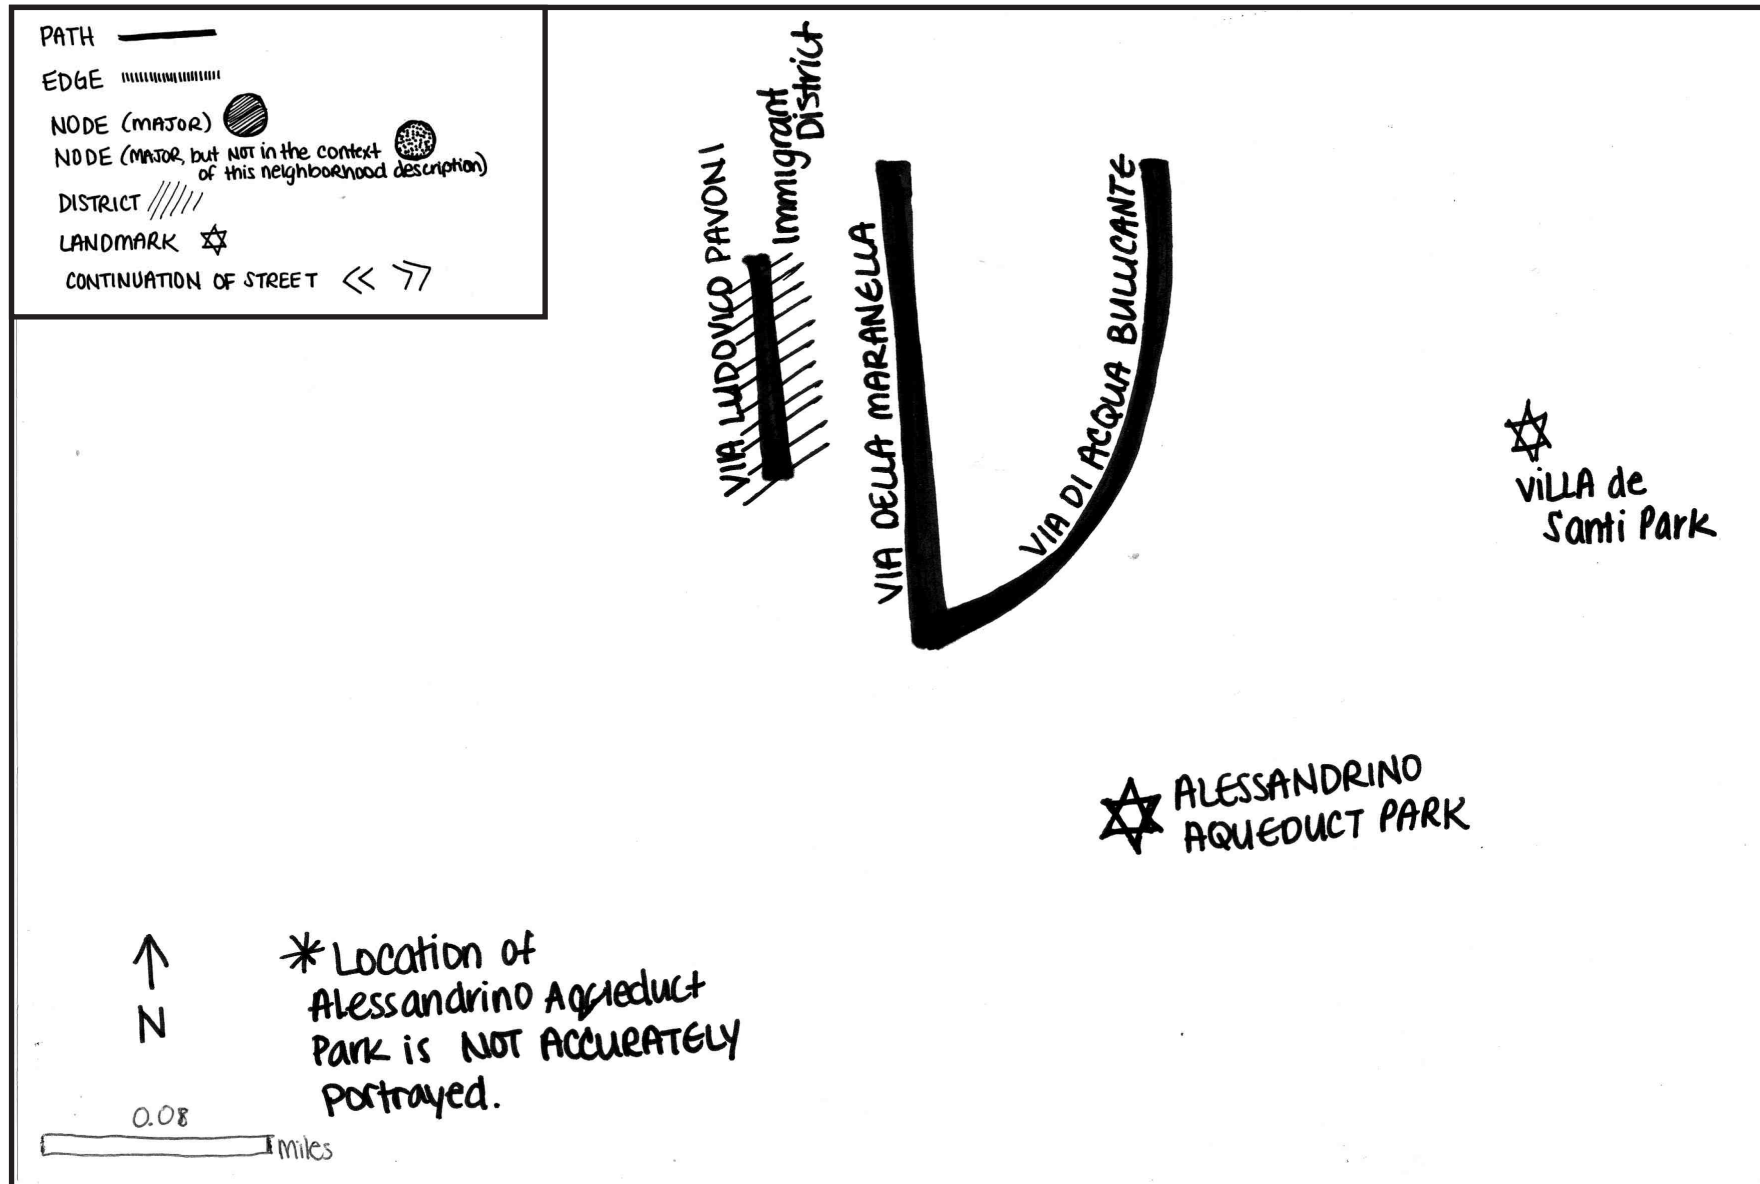 PATH
EDGE
NODE (MAJOR)
NODE (MAJOR, but NOT in the context
of this neighborhood description)
DISTRICT
LANDMARK
CONTINUATION OF STREET << >>
VIA LUDOVICO PAVONI
Immigrant
District
VIA DELLA MARANELLA
VIA DI ACQUA BULLICANTE
VILLA de
Santi Park
ALESSANDRINO
AQUEDUCT PARK
N
* Location of
Alessandrino Aqueduct
Park is NOT ACCURATELY
Portrayed.
0.08
Miles